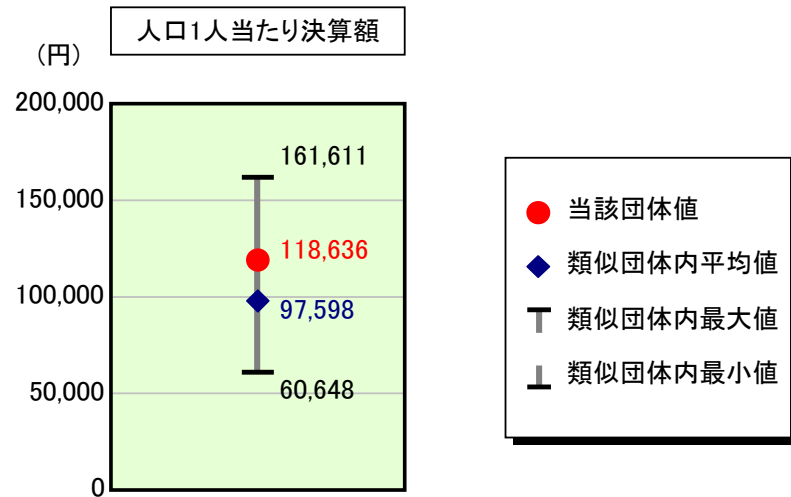 人口1人当たり決算額
(円)
200,000
150,000
100,000
50,000
0
161,611
118,636
97,598
60,648
当該団体値
類似団体内平均値
類似団体内最大値
類似団体内最小値